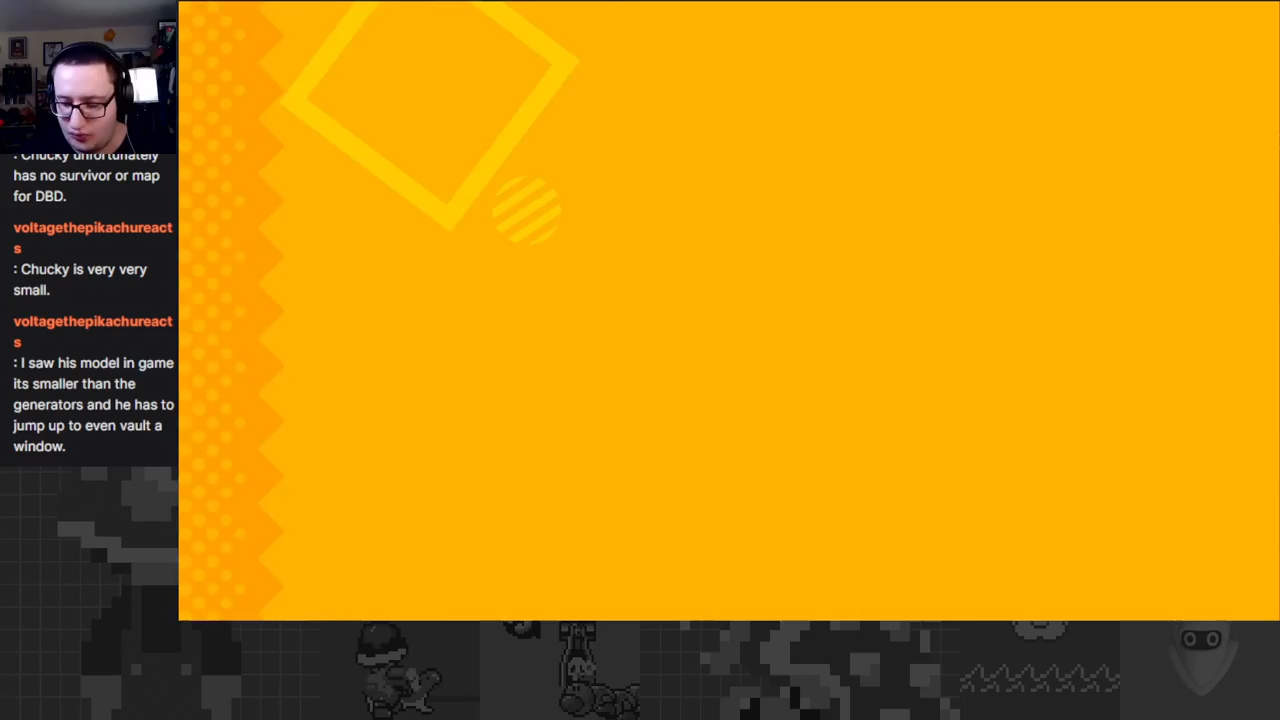 : Chucky unfortunately
has no survivor or map
for DBD.
voltagethepikachureact
s
: Chucky is very very
small.
voltagethepikachureact
s
: I saw his model in game
its smaller than the
generators and he has to
jump up to even vault a
window.